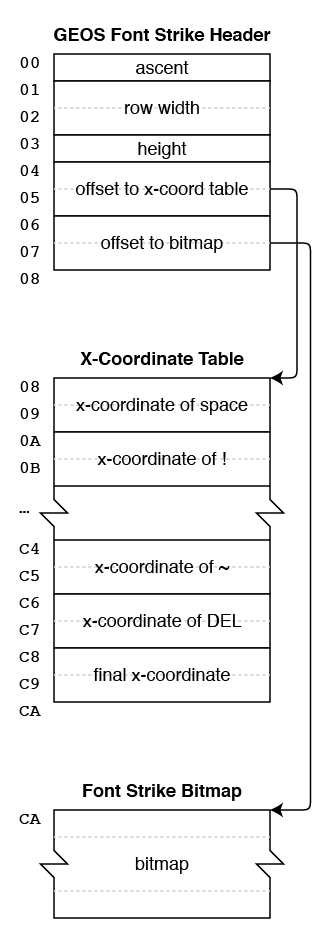 GEOS Font Strike Header
00
ascent
01
row width
02
03
height
04
offset to x-coord table
05
06
offset to bitmap
07
08
X-Coordinate Table
08
x-coordinate of space
09
0A
x-coordinate of !
0B
…
C4
x-coordinate of ~
C5
C6
x-coordinate of DEL
C7
C8
final x-coordinate
C9
CA
Font Strike Bitmap
CA
bitmap